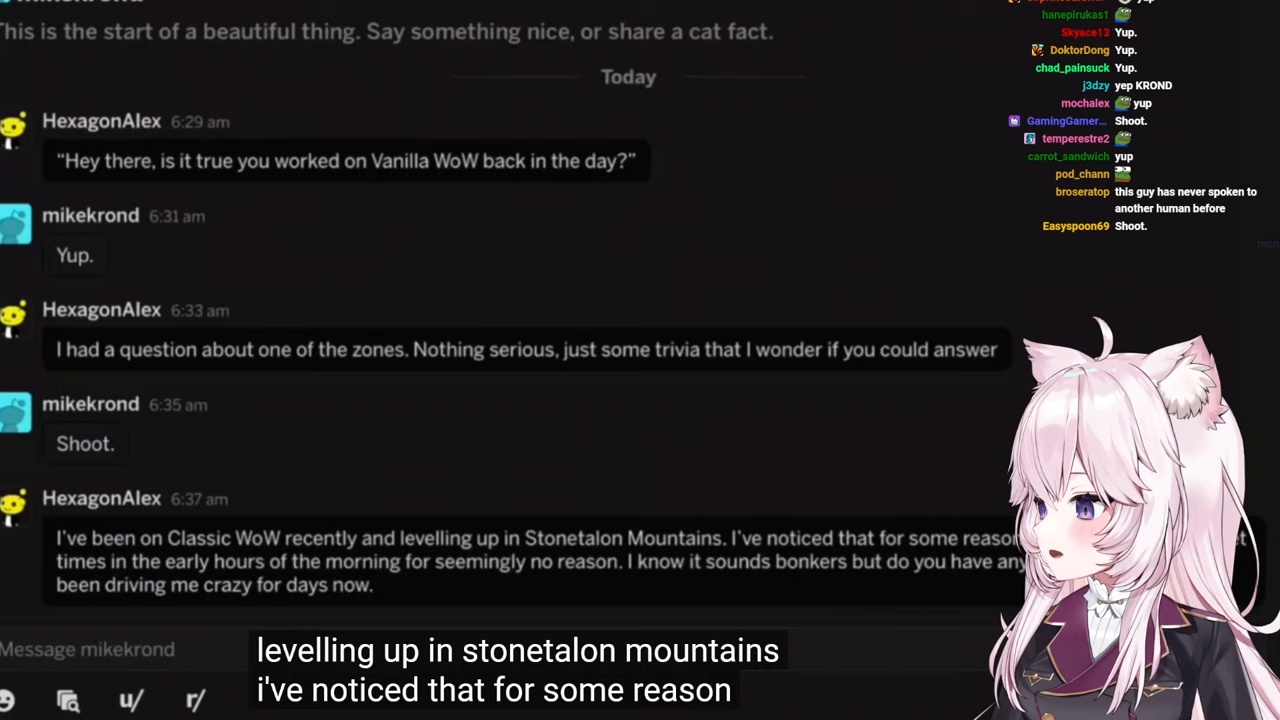 This is the start of a beautiful thing. Say something nice, or share a cat fact.
Today
HexagonAlex 6:29 am
“Hey there, is it true you worked on Vanilla WoW back in the day?”
mikekrond 6:31 am
Yup.
HexagonAlex 6:33 am
I had a question about one of the zones. Nothing serious, just some trivia that I wonder if you could answer
mikekrond 6:35 am
Shoot.
HexagonAlex 6:37 am
I've been on Classic WoW recently and levelling up in Stonetalon Mountains. I've noticed that for some reason
times in the early hours of the morning for seemingly no reason. I know it sounds bonkers but do you have any
been driving me crazy for days now.
Message mikekrond
u/ r/
levelling up in stonetalon mountains
i've noticed that for some reason
yup
hanepirukas1
Skyace13 Yup.
DoktorDong Yup.
chad_painsuck Yup.
j3dzy yep KROND
mochalex yup
GamingGamer... Shoot.
temperestre2
carrot_sandwich yup
pod_chann
broseratop this guy has never spoken to
another human before
Easyspoon69 Shoot.